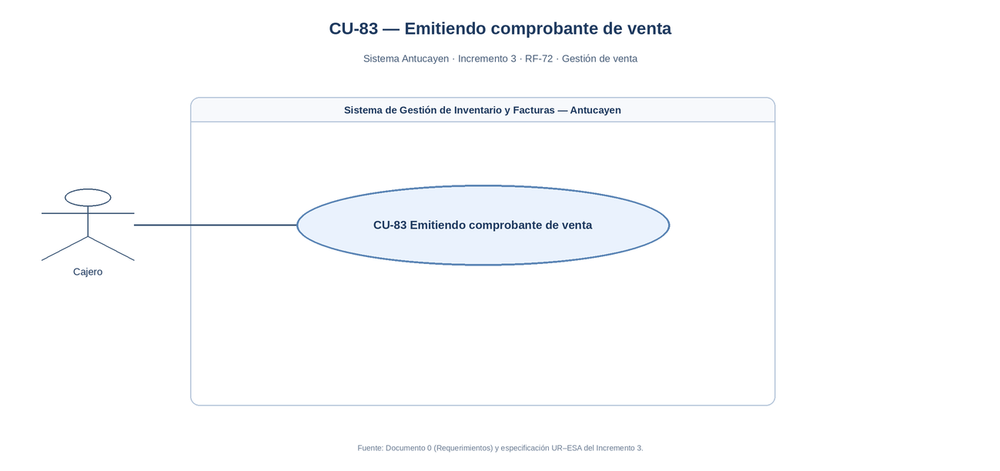 CU-83 — Emitiendo comprobante de venta
Sistema Antucayen · Incremento 3 · RF-72 · Gestión de venta
Sistema de Gestión de Inventario y Facturas — Antucayen
CU-83 Emitiendo comprobante de venta
Cajero
Fuente: Documento 0 (Requerimientos) y especificación UR–ESA del Incremento 3.